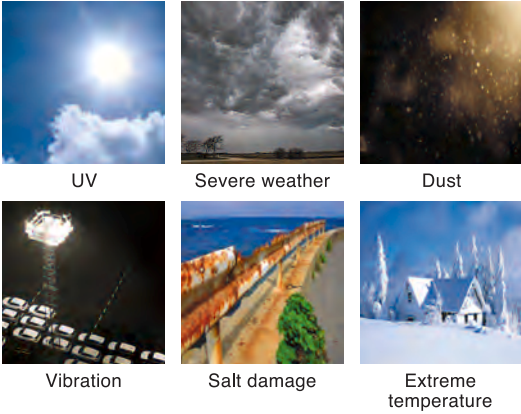 UV
Severe weather
Dust
Vibration
Salt damage
Extreme
temperature